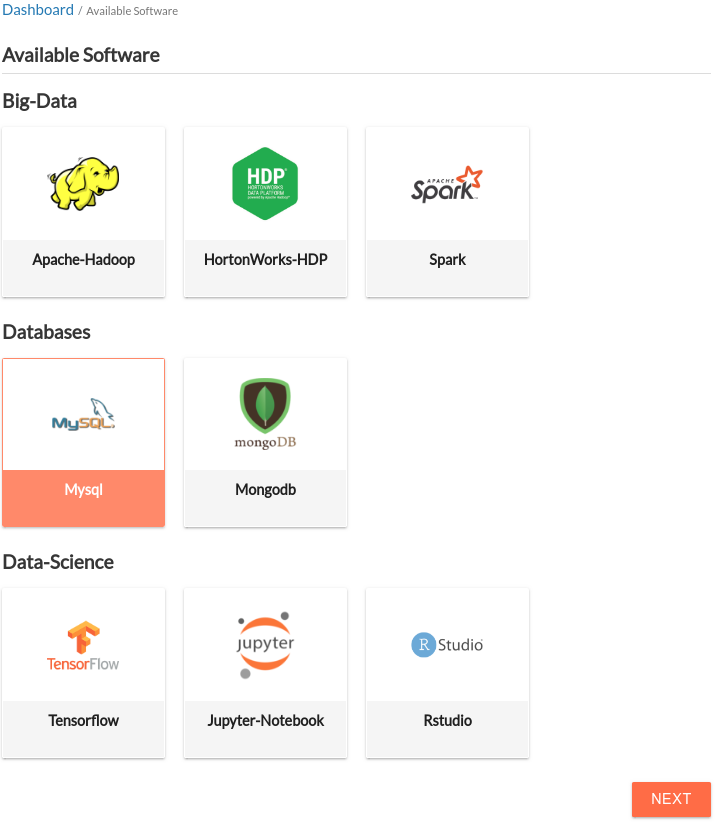 Dashboard / Available Software
Available Software
Big-Data
HDP
HORTONWORKS
DATA PLATFORM
powered by Apache Hadoop
APACHE
Spark
Apache-Hadoop
HortonWorks-HDP
Spark
Databases
MySQL
mongoDB
Mysql
Mongodb
Data-Science
TensorFlow
jupyter
R Studio
Tensorflow
Jupyter-Notebook
Rstudio
NEXT